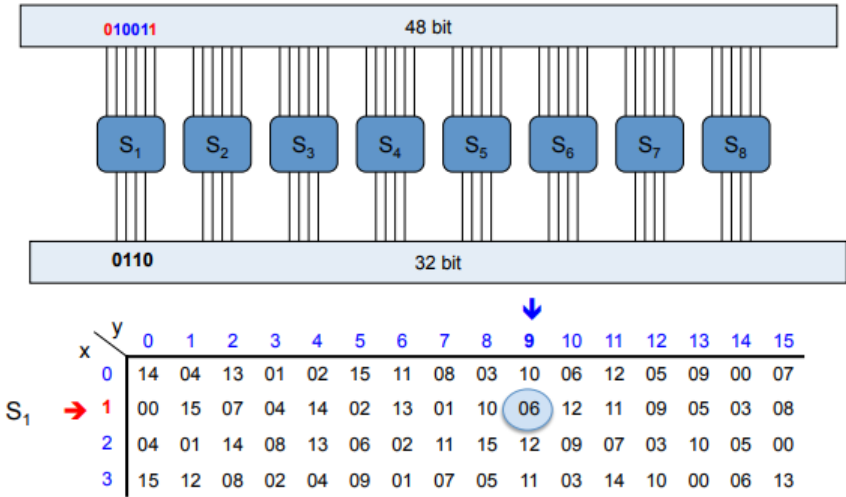 010011 48 bit
S1 S2 S3 S4 S5 S6 S7 S8
0110 32 bit
y 0 1 2 3 4 5 6 7 8 9 10 11 12 13 14 15
x
0 14 04 13 01 02 15 11 08 03 10 06 12 05 09 00 07
S1 1 00 15 07 04 14 02 13 01 10 06 12 11 09 05 03 08
2 04 01 14 08 13 06 02 11 15 12 09 07 03 10 05 00
3 15 12 08 02 04 09 01 07 05 11 03 14 10 00 06 13